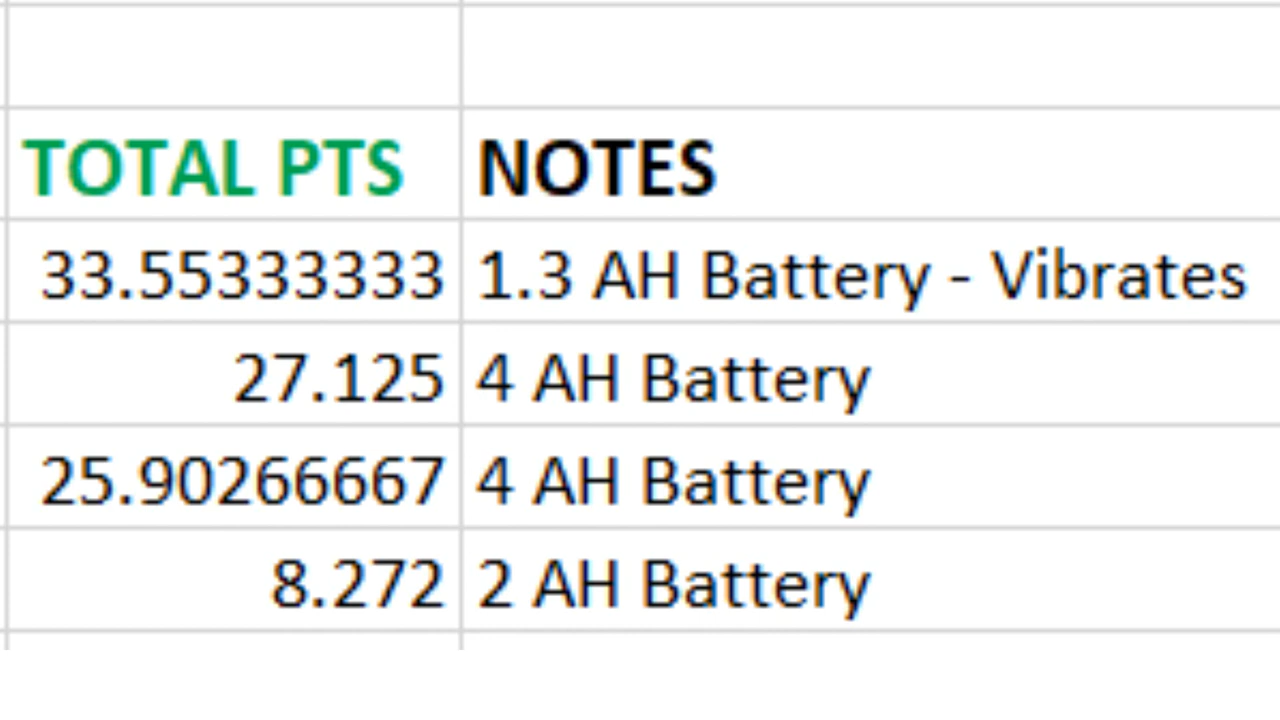 TOTAL PTS NOTES
33.55333333 1.3 AH Battery - Vibrates
27.125 4 AH Battery
25.90266667 4 AH Battery
8.272 2 AH Battery